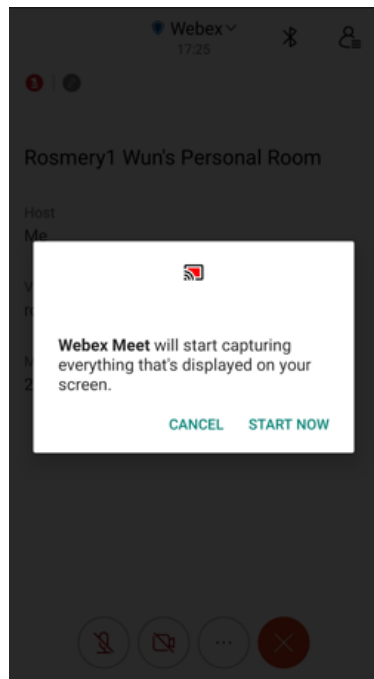 Webex
17:25
1
Rosmery1 Wun's Personal Room
Host
Me
Webex Meet will start capturing
everything that's displayed on your
screen.
CANCEL START NOW